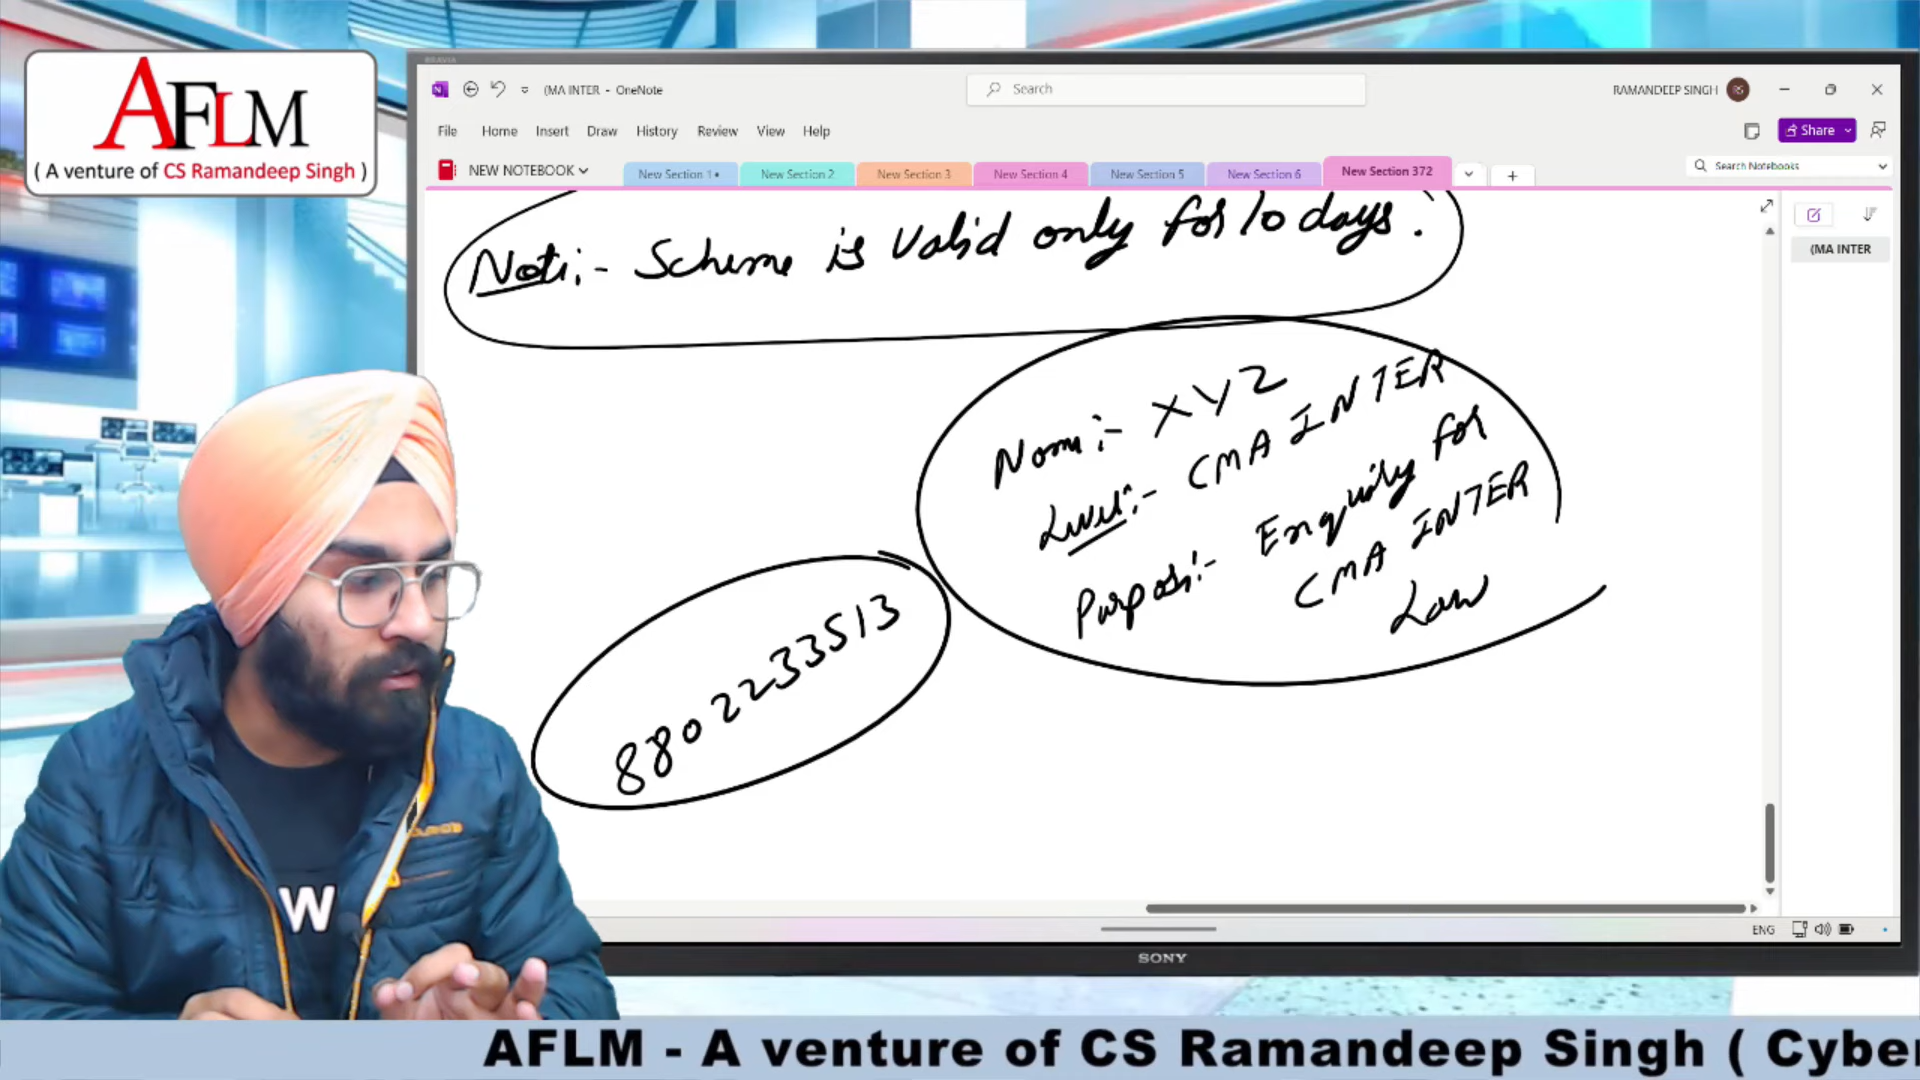 AFLM
( A venture of CS Ramandeep Singh )
BRAVIA
(MA INTER - OneNote
Search
RAMANDEEP SINGH
RS
File Home Insert Draw History Review View Help
Share
NEW NOTEBOOK
New Section 1
New Section 2
New Section 3
New Section 4
New Section 5
New Section 6
New Section 372
Search Notebooks
(MA INTER
Note:- Scheme is Valid only for 10 days.
Name:- XYZ
Level:- CMA INTER
Purpose:- Enquiry for
CMA INTER
Law
8802233513
W
ENG
SONY
AFLM - A venture of CS Ramandeep Singh ( Cyber